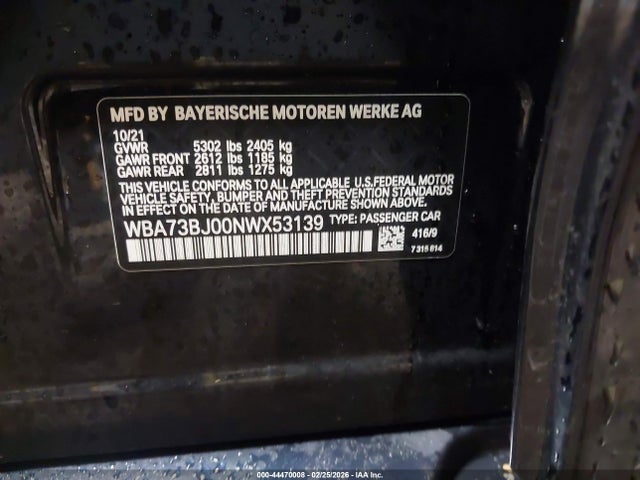 MFD BY BAYERISCHE MOTOREN WERKE AG
10/21
GVWR 5302 lbs 2405 kg
GAWR FRONT 2612 lbs 1185 kg
GAWR REAR 2811 lbs 1275 kg
THIS VEHICLE CONFORMS TO ALL APPLICABLE U.S.FEDERAL MOTOR
VEHICLE SAFETY, BUMPER, AND THEFT PREVENTION STANDARDS
IN EFFECT ON THE DATE OF MANUFACTURE SHOWN ABOVE.
WBA73BJ00NWX53139 TYPE: PASSENGER CAR
416/9
7 315 614
000-44470008 - 02/25/2026 - IAA Inc.